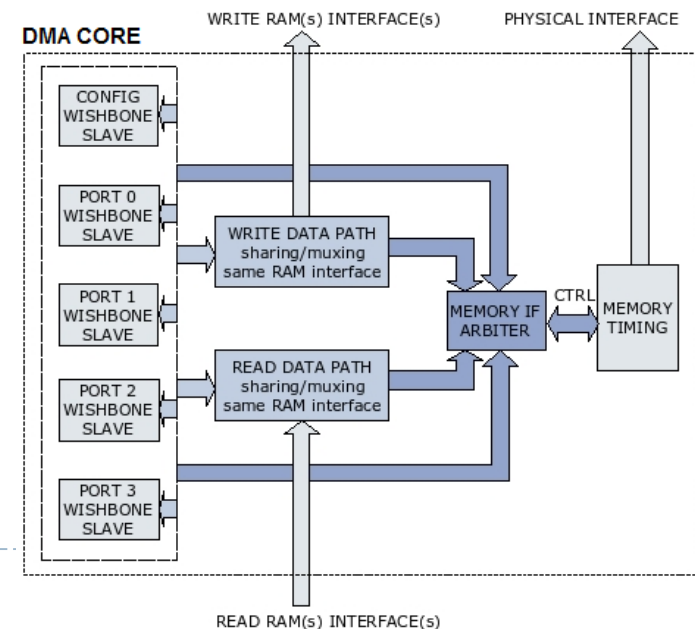 WRITE RAM(s) INTERFACE(s)
PHYSICAL INTERFACE
DMA CORE
CONFIG
WISHBONE
SLAVE
PORT 0
WISHBONE
SLAVE
WRITE DATA PATH
sharing/muxing
same RAM interface
PORT 1
WISHBONE
SLAVE
MEMORY IF
ARBITER
CTRL
MEMORY
TIMING
READ DATA PATH
sharing/muxing
same RAM interface
PORT 2
WISHBONE
SLAVE
PORT 3
WISHBONE
SLAVE
READ RAM(s) INTERFACE(s)